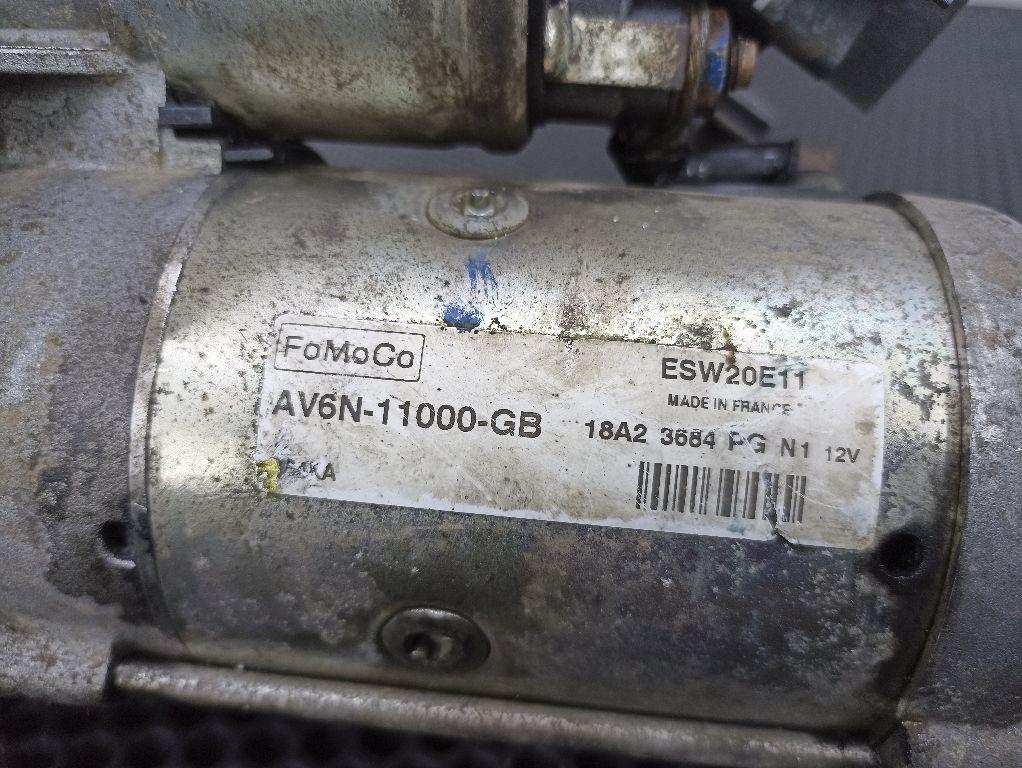 FoMoCo
ESW20E11
MADE IN FRANCE
AV6N-11000-GB
18A2 3684 PG N1 12V